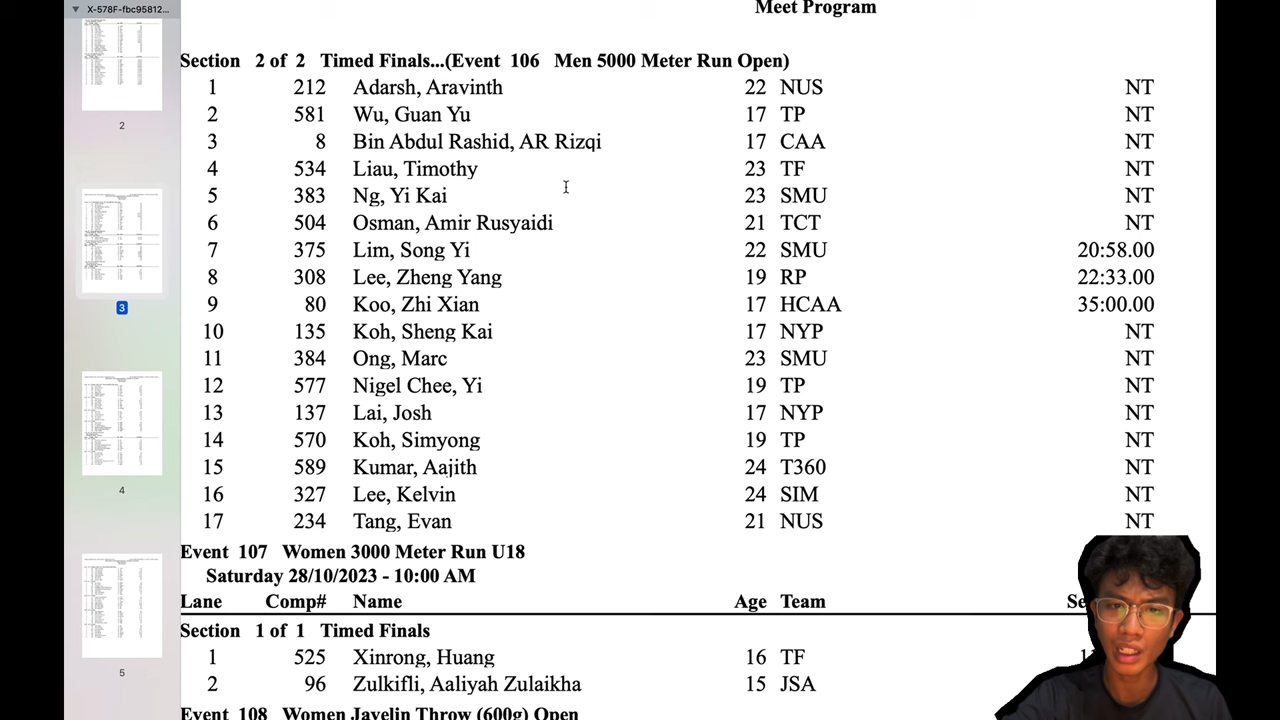 X-578F-fbc95812...
Meet Program
Section 2 of 2 Timed Finals...(Event 106 Men 5000 Meter Run Open)
1 212 Adarsh, Aravinth 22 NUS NT
2 581 Wu, Guan Yu 17 TP NT
3 8 Bin Abdul Rashid, AR Rizqi 17 CAA NT
4 534 Liau, Timothy 23 TF NT
5 383 Ng, Yi Kai 23 SMU NT
6 504 Osman, Amir Rusyaidi 21 TCT NT
7 375 Lim, Song Yi 22 SMU 20:58.00
8 308 Lee, Zheng Yang 19 RP 22:33.00
9 80 Koo, Zhi Xian 17 HCAA 35:00.00
10 135 Koh, Sheng Kai 17 NYP NT
11 384 Ong, Marc 23 SMU NT
12 577 Nigel Chee, Yi 19 TP NT
13 137 Lai, Josh 17 NYP NT
14 570 Koh, Simyong 19 TP NT
15 589 Kumar, Aajith 24 T360 NT
16 327 Lee, Kelvin 24 SIM NT
17 234 Tang, Evan 21 NUS NT
Event 107 Women 3000 Meter Run U18
Saturday 28/10/2023 - 10:00 AM
Lane Comp# Name Age Team
Section 1 of 1 Timed Finals
1 525 Xinrong, Huang 16 TF
2 96 Zulkifli, Aaliyah Zulaikha 15 JSA
Event 108 Women Javelin Throw (600g) Open
2
3
4
5